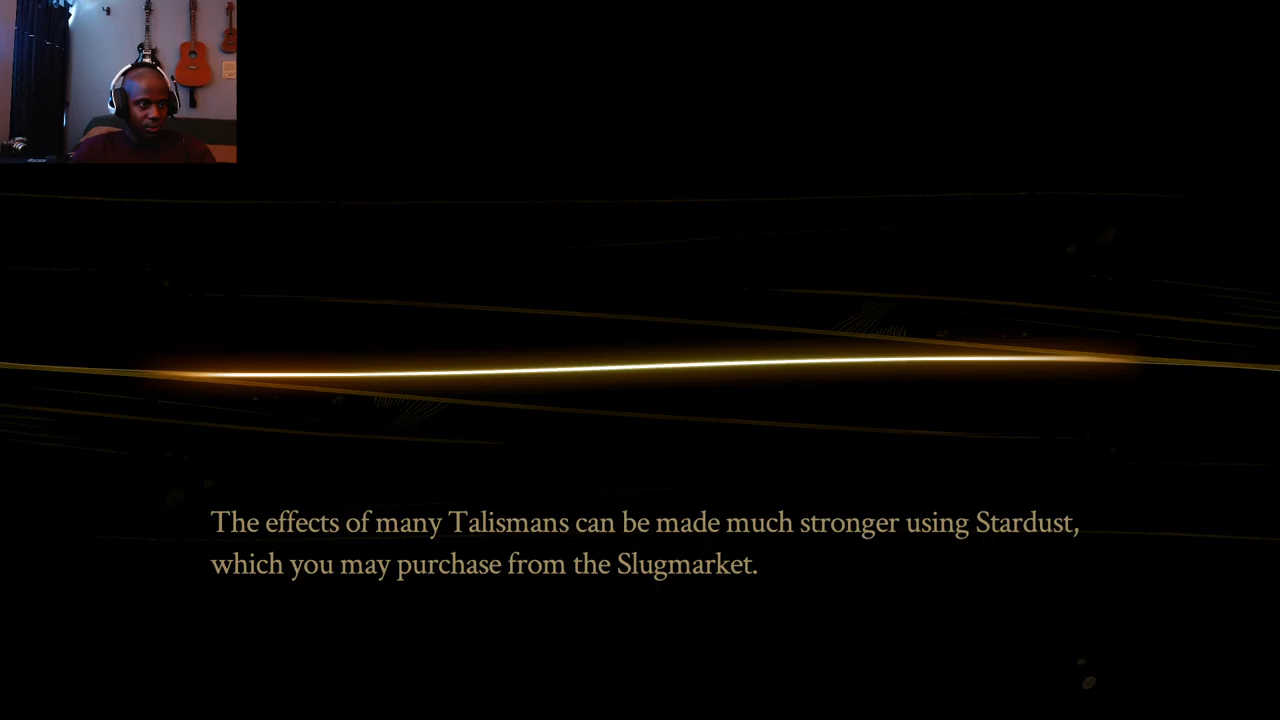 The effects of many Talismans can be made much stronger using Stardust,
which you may purchase from the Slugmarket.